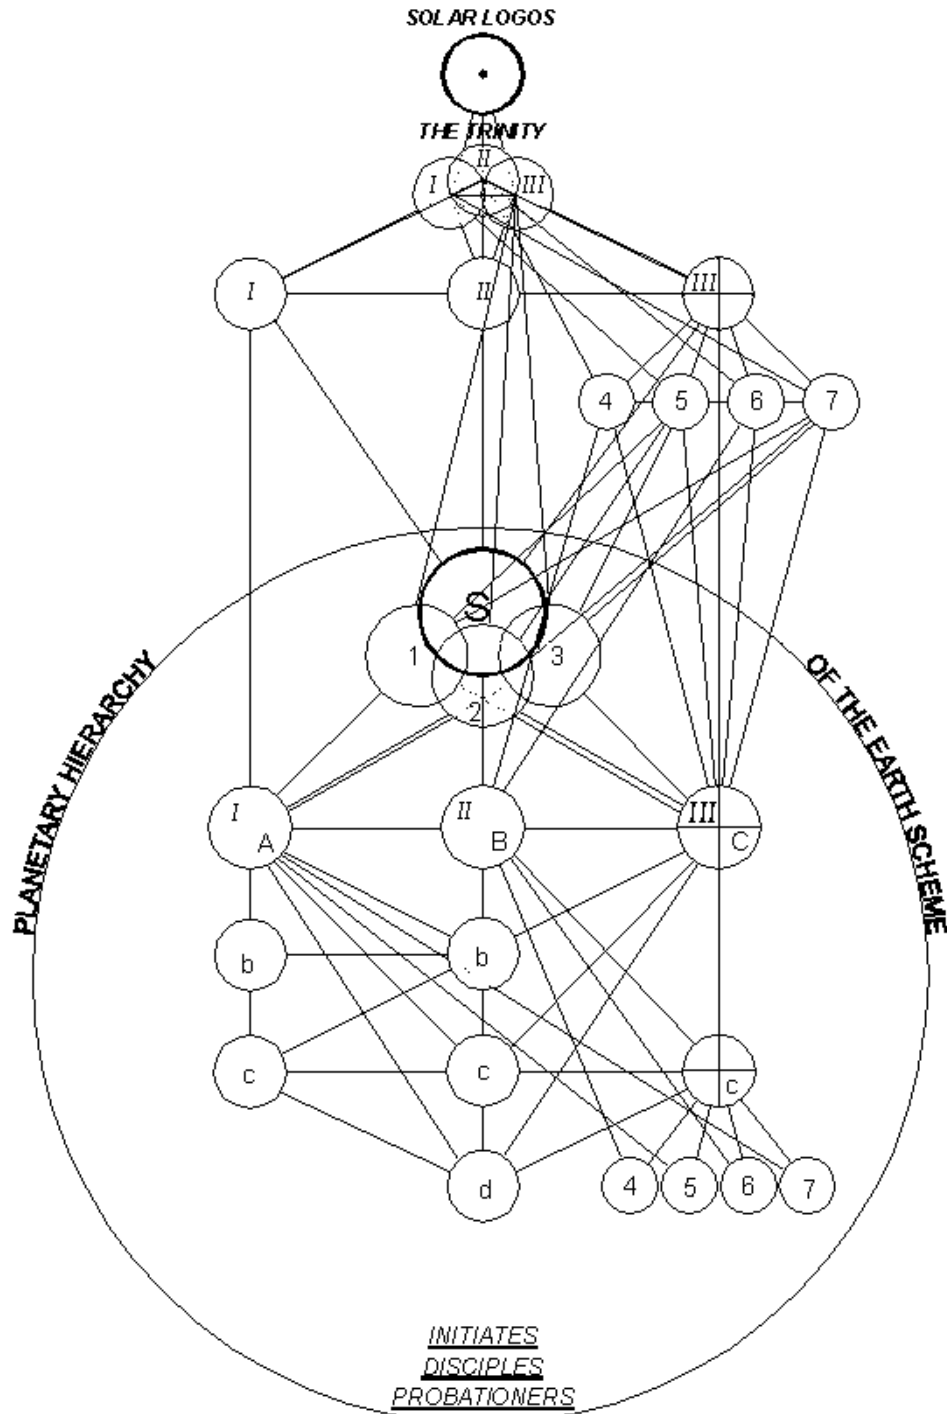 SOLAR LOGOS
THE TRINITY
II
I III
I II III
4 5 6 7
S
1 3
2
PLANETARY HIERARCHY
OF THE EARTH SCHEME
I II III
A B C
b b
c c c
d 4 5 6 7
INITIATES
DISCIPLES
PROBATIONERS